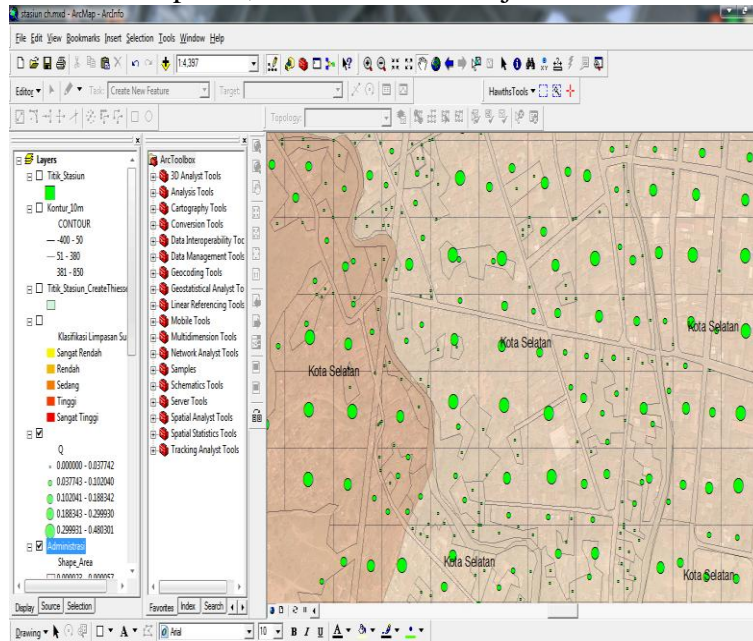 stasiun ch.mxd - ArcMap - ArcInfo
File Edit View Bookmarks Insert Selection Tools Window Help
1:4,397
Editor Task: Create New Feature Target:
HawthsTools
Topology:
Layers
Titik_Stasiun
Kontur_10m
CONTOUR
-400 - 50
51 - 380
381 - 850
Titik_Stasiun_CreateThiesse
Klasifikasi Limpasan Su
Sangat Rendah
Rendah
Sedang
Tinggi
Sangat Tinggi
Q
0.000000 - 0.037742
0.037743 - 0.102040
0.102041 - 0.188342
0.188343 - 0.299930
0.299931 - 0.480301
Administrasi
Shape_Area
Display Source Selection
ArcToolbox
3D Analyst Tools
Analysis Tools
Cartography Tools
Conversion Tools
Data Interoperability Toc
Data Management Tools
Geocoding Tools
Geostatistical Analyst To
Linear Referencing Tools
Mobile Tools
Multidimension Tools
Network Analyst Tools
Samples
Schematics Tools
Server Tools
Spatial Analyst Tools
Spatial Statistics Tools
Tracking Analyst Tools
Favorites Index Search
Kota Selatan
Kota Selatan
Kota Selatan
Kota Selatan
Kota Selatan
Drawing A Arial 10 B I U A